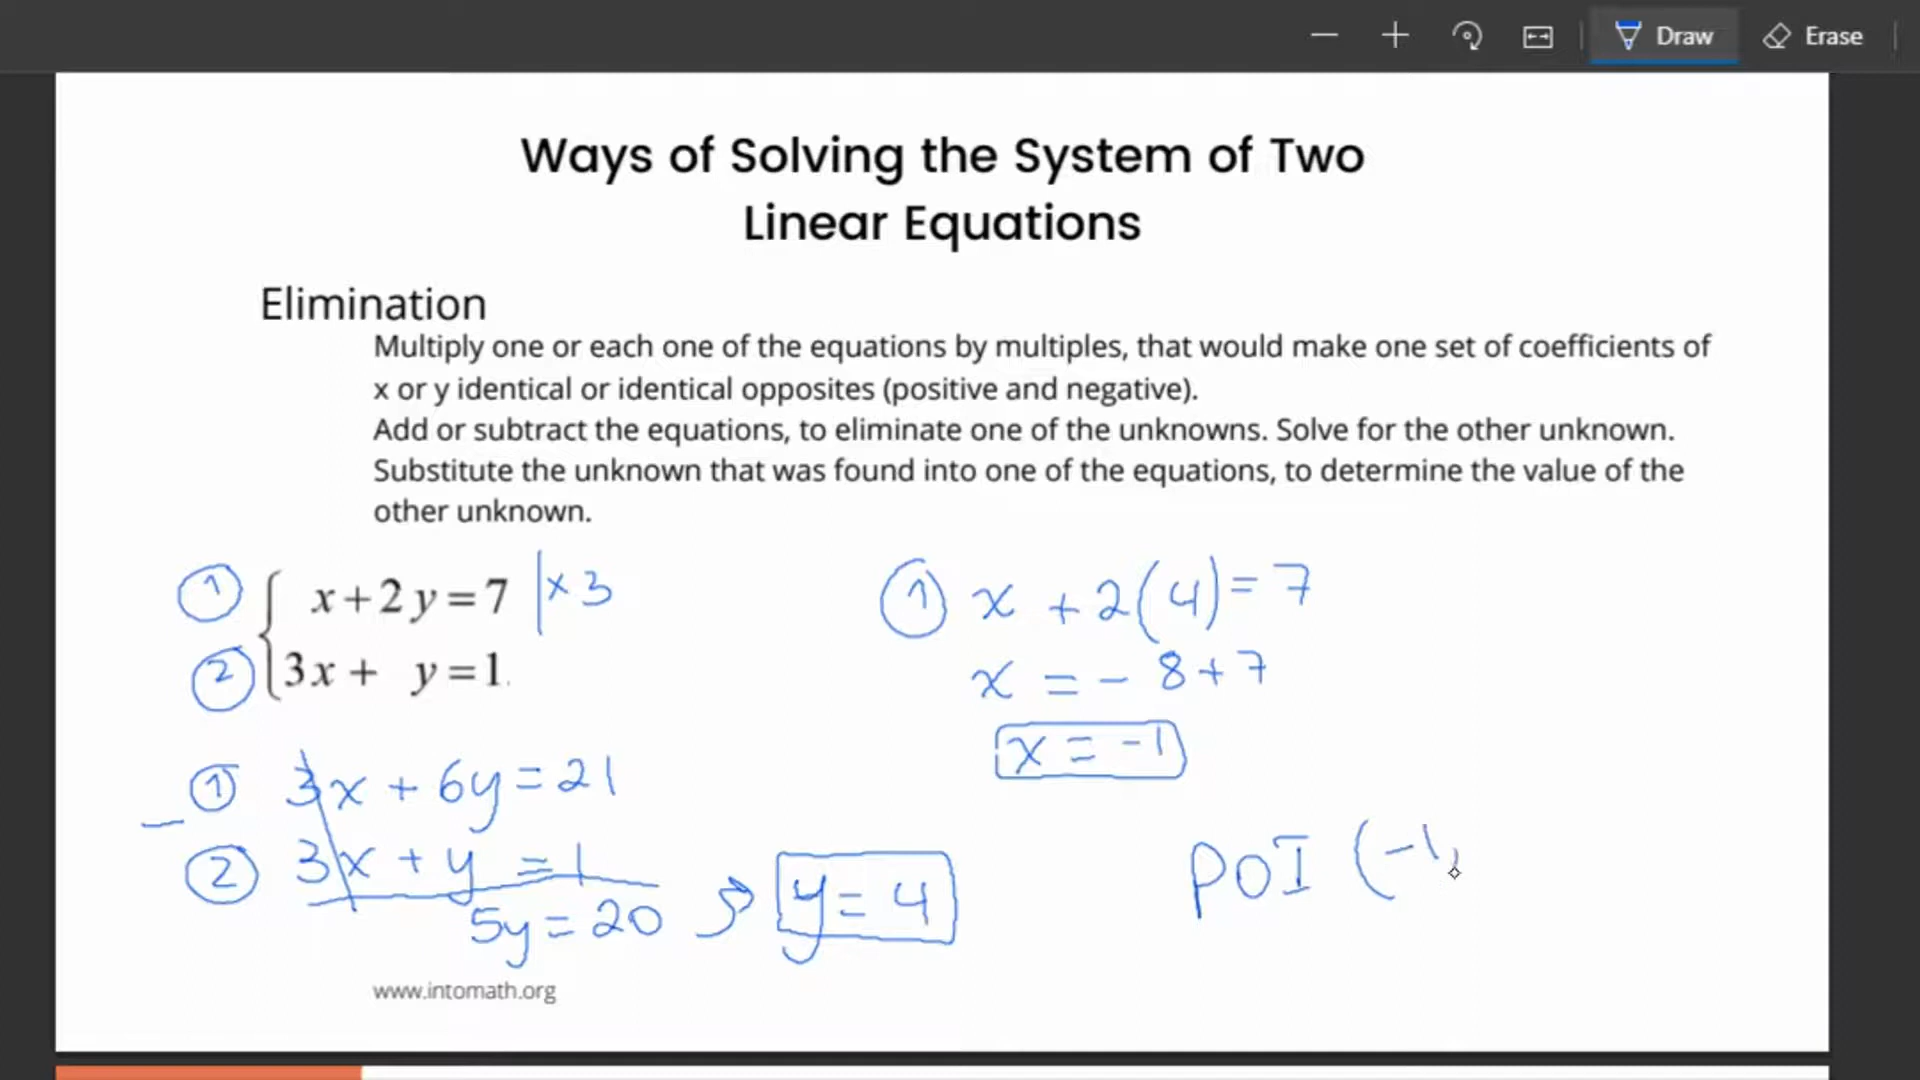 Draw Erase
Ways of Solving the System of Two
Linear Equations
Elimination
Multiply one or each one of the equations by multiples, that would make one set of coefficients of
x or y identical or identical opposites (positive and negative).
Add or subtract the equations, to eliminate one of the unknowns. Solve for the other unknown.
Substitute the unknown that was found into one of the equations, to determine the value of the
other unknown.
① x+2y=7 |×3
② 3x+ y=1
① 3x + 6y = 21
−
② 3x + y = 1
5y = 20
y = 4
① x + 2(4) = 7
x = - 8 + 7
x = -1
POI (-1,
www.intomath.org